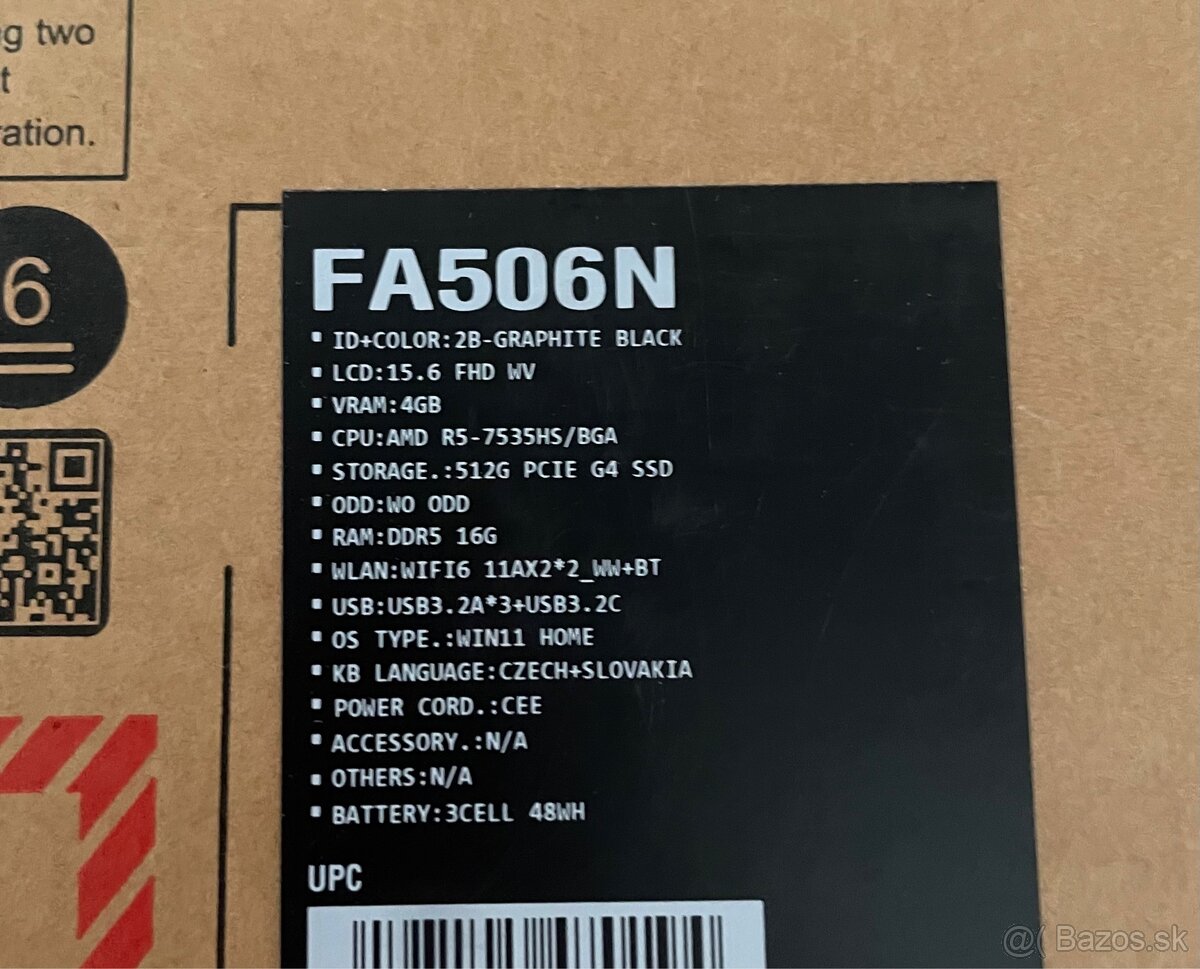 two
t
ation.
6
FA506N
▪ ID+COLOR:2B-GRAPHITE BLACK
▪ LCD:15.6 FHD WV
▪ VRAM:4GB
▪ CPU:AMD R5-7535HS/BGA
▪ STORAGE.:512G PCIE G4 SSD
▪ ODD:WO ODD
▪ RAM:DDR5 16G
▪ WLAN:WIFI6 11AX2*2_WW+BT
▪ USB:USB3.2A*3+USB3.2C
▪ OS TYPE.:WIN11 HOME
▪ KB LANGUAGE:CZECH+SLOVAKIA
▪ POWER CORD.:CEE
▪ ACCESSORY.:N/A
▪ OTHERS:N/A
▪ BATTERY:3CELL 48WH
UPC
@( Bazos.sk